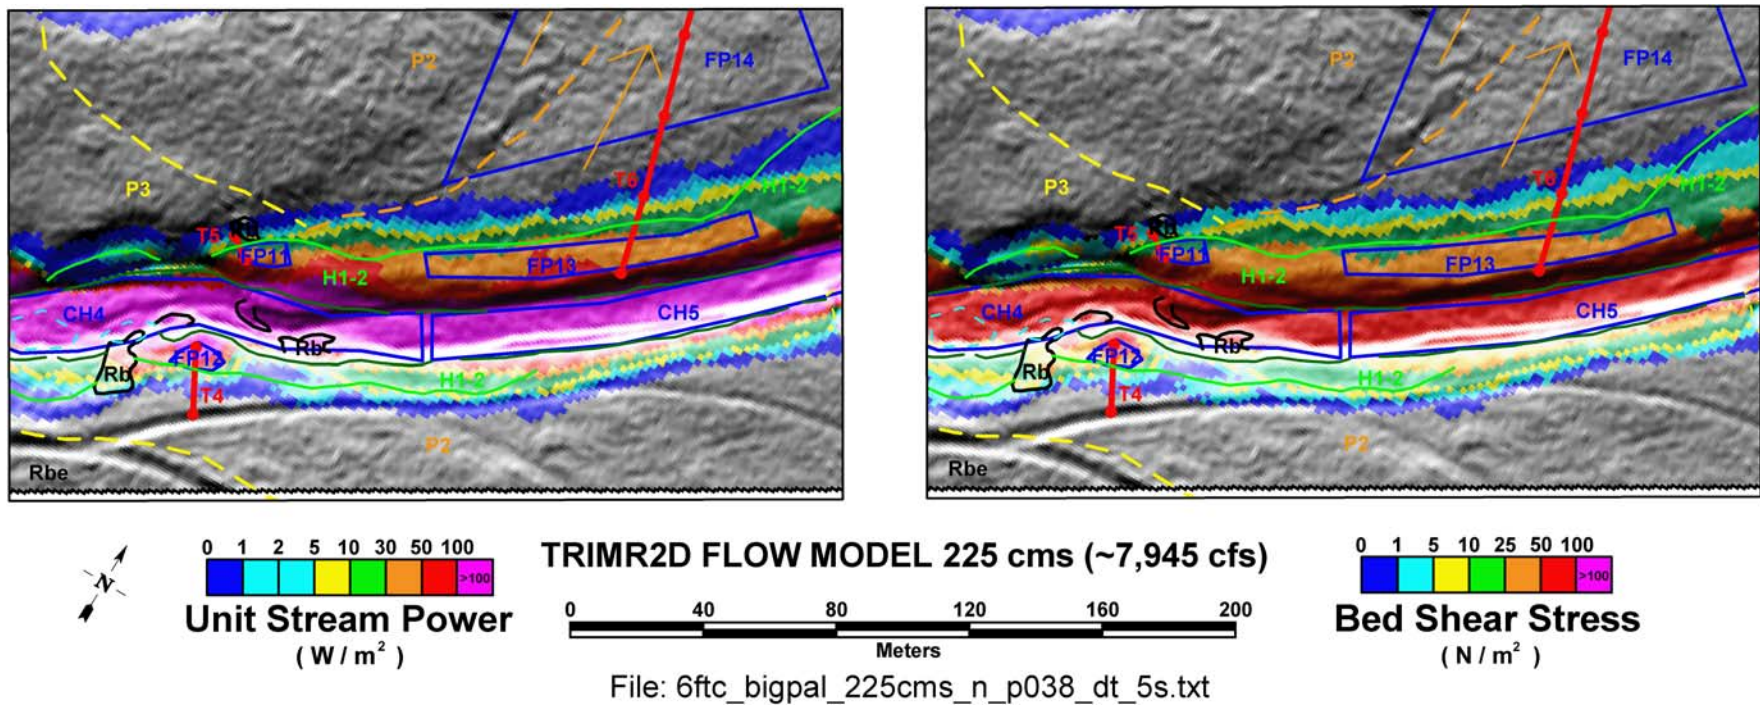 P2
FP14
P3
T6
H1-2
T5
Rb
FP11
H1-2
FP13
CH4
CH5
Rb
FP12
Rb
H1-2
T4
P2
Rbe
P2
FP14
P3
T6
H1-2
T5
FP11
H1-2
FP13
CH4
CH5
Rb
FP12
Rb
H1-2
T4
P2
Rbe
N
0 1 2 5 10 30 50 100
>100
Unit Stream Power
( W / m² )
TRIMR2D FLOW MODEL 225 cms (~7,945 cfs)
0 40 80 120 160 200
Meters
File: 6ftc_bigpal_225cms_n_p038_dt_5s.txt
0 1 5 10 25 50 100
>100
Bed Shear Stress
( N / m² )